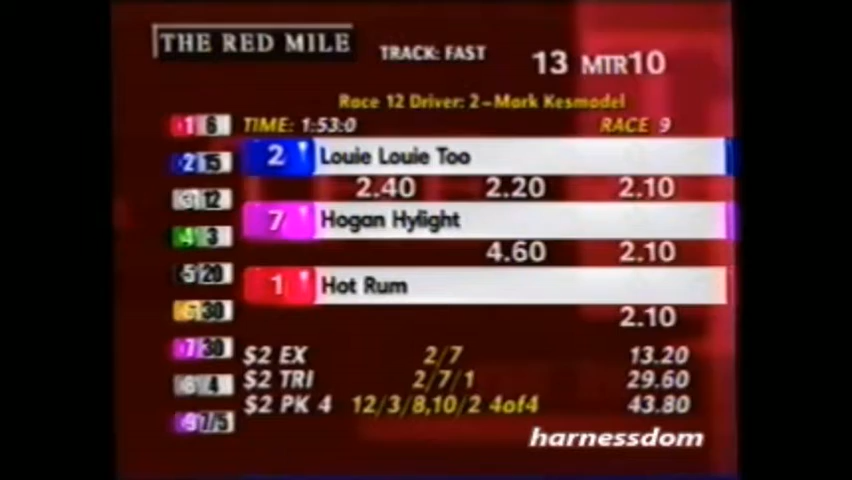 THE RED MILE
TRACK: FAST
13 MTR10
Race 12 Driver: 2-Mark Kesmodel
1 6 TIME: 1:53:0 RACE 9
2 15 2 Louie Louie Too
3 12 2.40 2.20 2.10
7 Hogan Hylight
4 3 4.60 2.10
5 20 1 Hot Rum
6 30 2.10
7 30 $2 EX 2/7 13.20
8 4 $2 TRI 2/7/1 29.60
$2 PK 4 12/3/8,10/2 4of4 43.80
9 7/5
harnessdom